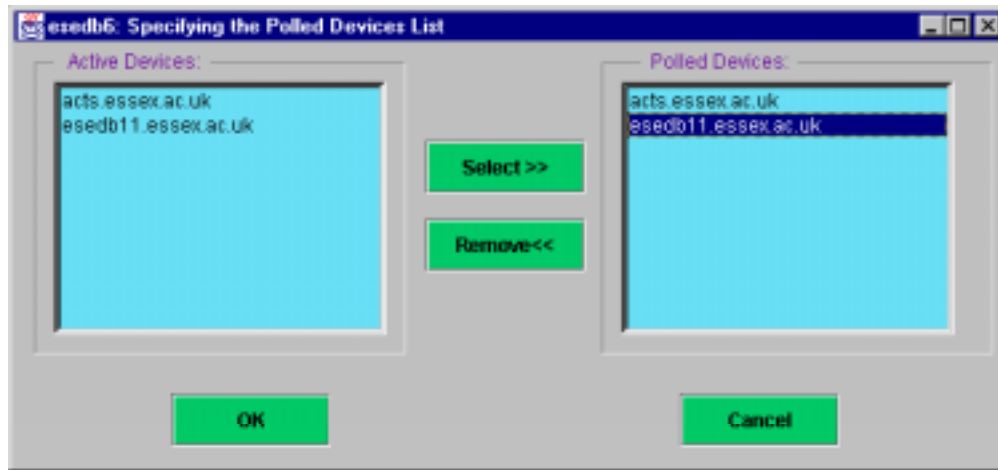 esedb6: Specifying the Polled Devices List
Active Devices:
acts.essex.ac.uk
esedb11.essex.ac.uk
Select >>
Remove<<
Polled Devices:
acts.essex.ac.uk
esedb11.essex.ac.uk
OK
Cancel